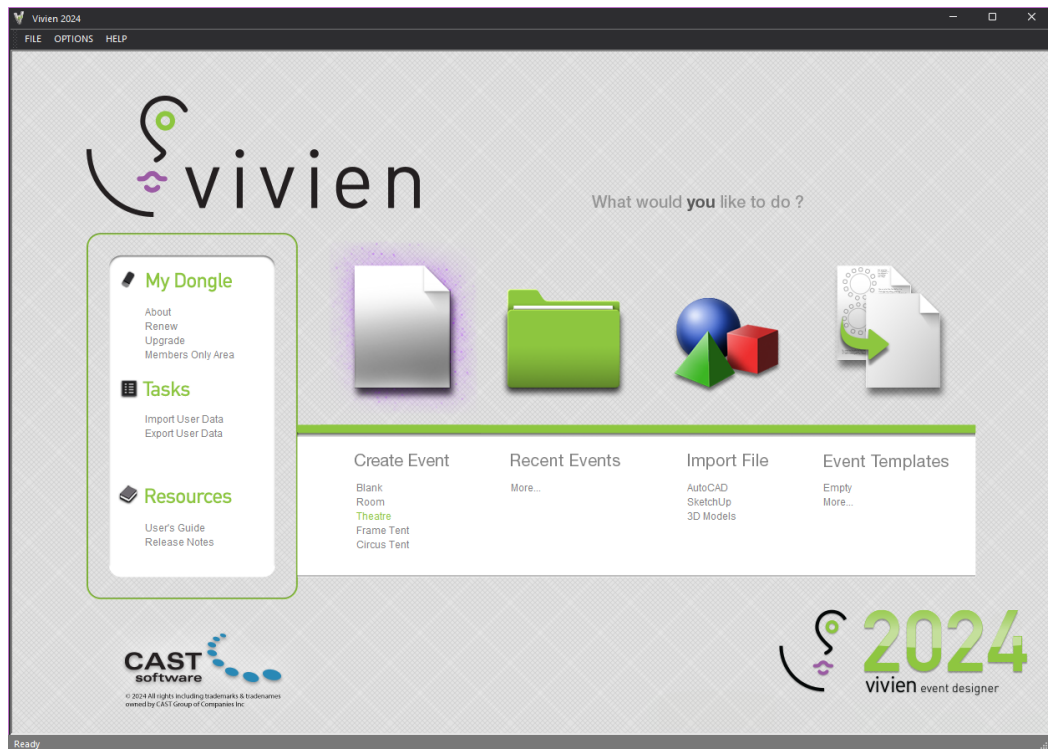 Vivien 2024
FILE OPTIONS HELP
vivien
What would you like to do ?
My Dongle
About
Renew
Upgrade
Members Only Area
Tasks
Import User Data
Export User Data
Resources
User's Guide
Release Notes
Create Event
Blank
Room
Theatre
Frame Tent
Circus Tent
Recent Events
More...
Import File
AutoCAD
SketchUp
3D Models
Event Templates
Empty
More...
CAST
software
© 2024 All rights including trademarks & tradenames
owned by CAST Group of Companies Inc
2024
vivien event designer
Ready